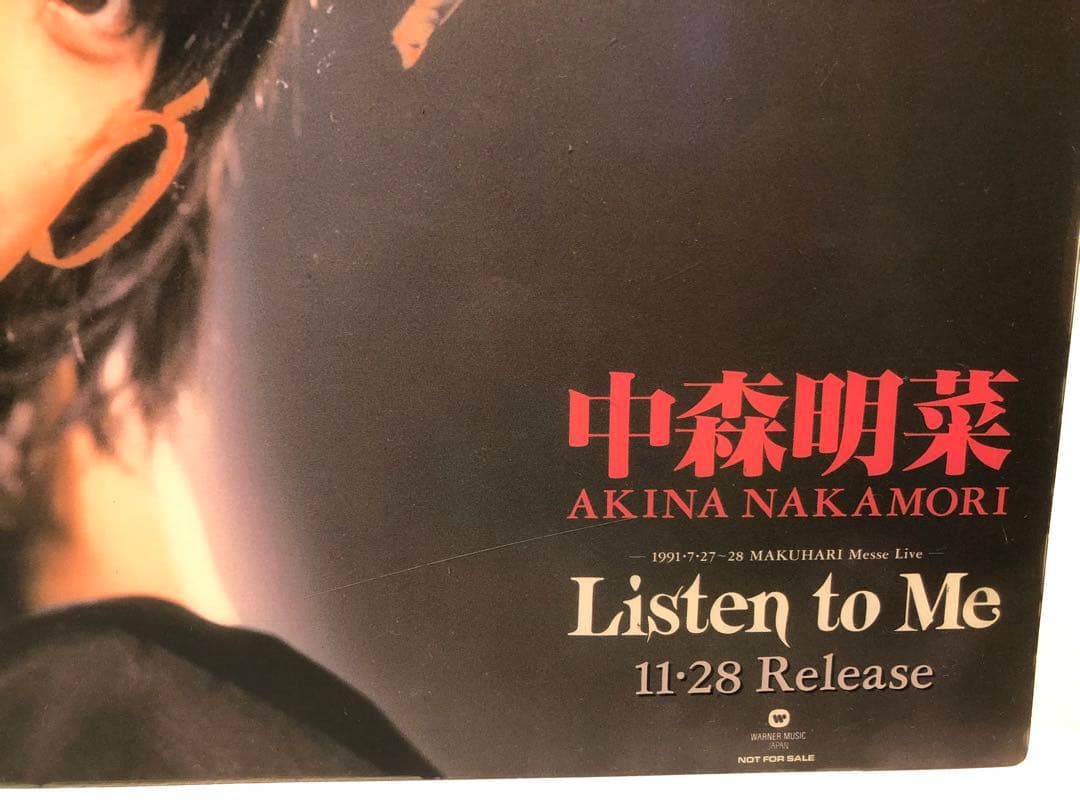 中森明菜
AKINA NAKAMORI
1991・7・27~28 MAKUHARI Messe Live
Listen to Me
11・28 Release
WARNER MUSIC
JAPAN
NOT FOR SALE